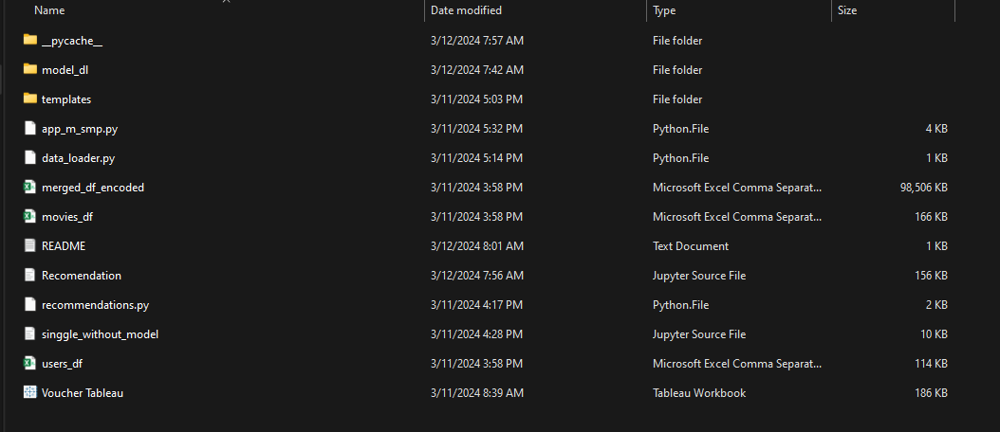 Name Date modified Type Size
__pycache__ 3/12/2024 7:57 AM File folder
model_dl 3/12/2024 7:42 AM File folder
templates 3/11/2024 5:03 PM File folder
app_m_smp.py 3/11/2024 5:32 PM Python.File 4 KB
data_loader.py 3/11/2024 5:14 PM Python.File 1 KB
merged_df_encoded 3/11/2024 3:58 PM Microsoft Excel Comma Separat... 98,506 KB
movies_df 3/11/2024 3:58 PM Microsoft Excel Comma Separat... 166 KB
README 3/12/2024 8:01 AM Text Document 1 KB
Recomendation 3/12/2024 7:56 AM Jupyter Source File 156 KB
recommendations.py 3/11/2024 4:17 PM Python.File 2 KB
singgle_without_model 3/11/2024 4:28 PM Jupyter Source File 10 KB
users_df 3/11/2024 3:58 PM Microsoft Excel Comma Separat... 114 KB
Voucher Tableau 3/11/2024 8:39 AM Tableau Workbook 186 KB